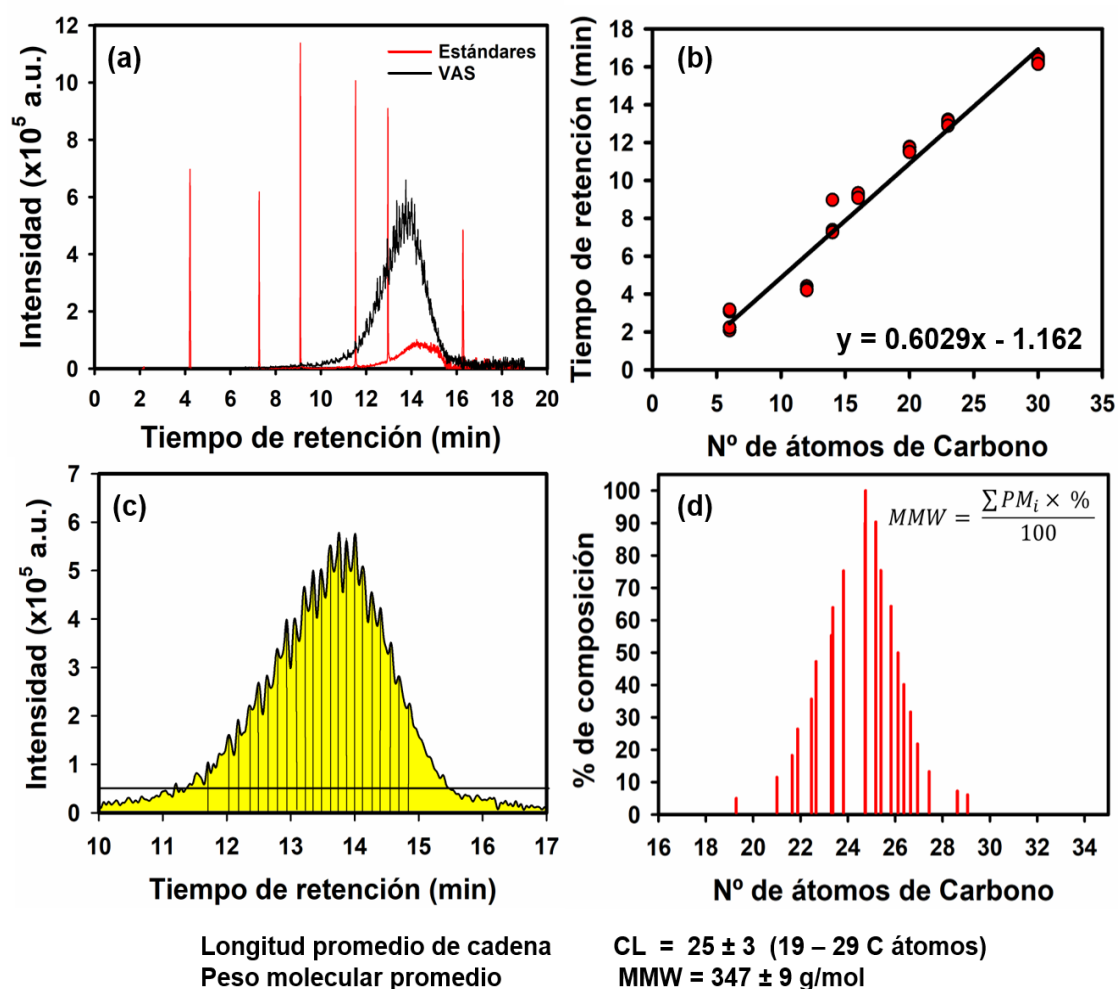 (a)
Estándares
VAS
Intensidad (x10⁵ a.u.)
12
10
8
6
4
2
0
0 2 4 6 8 10 12 14 16 18 20
Tiempo de retención (min)
(b)
Tiempo de retención (min)
18
16
14
12
10
8
6
4
2
0
y = 0.6029x - 1.162
0 5 10 15 20 25 30 35
Nº de átomos de Carbono
(c)
Intensidad (x10⁵ a.u.)
7
6
5
4
3
2
1
0
10 11 12 13 14 15 16 17
Tiempo de retención (min)
(d)
MMW = ∑ PMᵢ × % / 100
% de composición
100
90
80
70
60
50
40
30
20
10
0
16 18 20 22 24 26 28 30 32 34
Nº de átomos de Carbono
Longitud promedio de cadena CL = 25 ± 3 (19 – 29 C átomos)
Peso molecular promedio MMW = 347 ± 9 g/mol